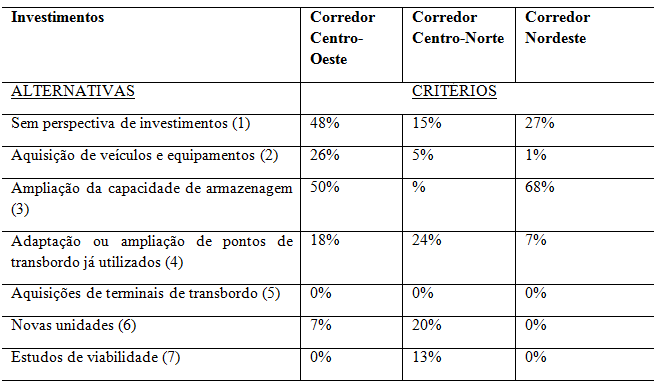 Investimentos Corredor Corredor Corredor
Centro- Centro-Norte Nordeste
Oeste
ALTERNATIVAS CRITÉRIOS
Sem perspectiva de investimentos (1) 48% 15% 27%
Aquisição de veículos e equipamentos (2) 26% 5% 1%
Ampliação da capacidade de armazenagem 50% % 68%
(3)
Adaptação ou ampliação de pontos de 18% 24% 7%
transbordo já utilizados (4)
Aquisições de terminais de transbordo (5) 0% 0% 0%
Novas unidades (6) 7% 20% 0%
Estudos de viabilidade (7) 0% 13% 0%